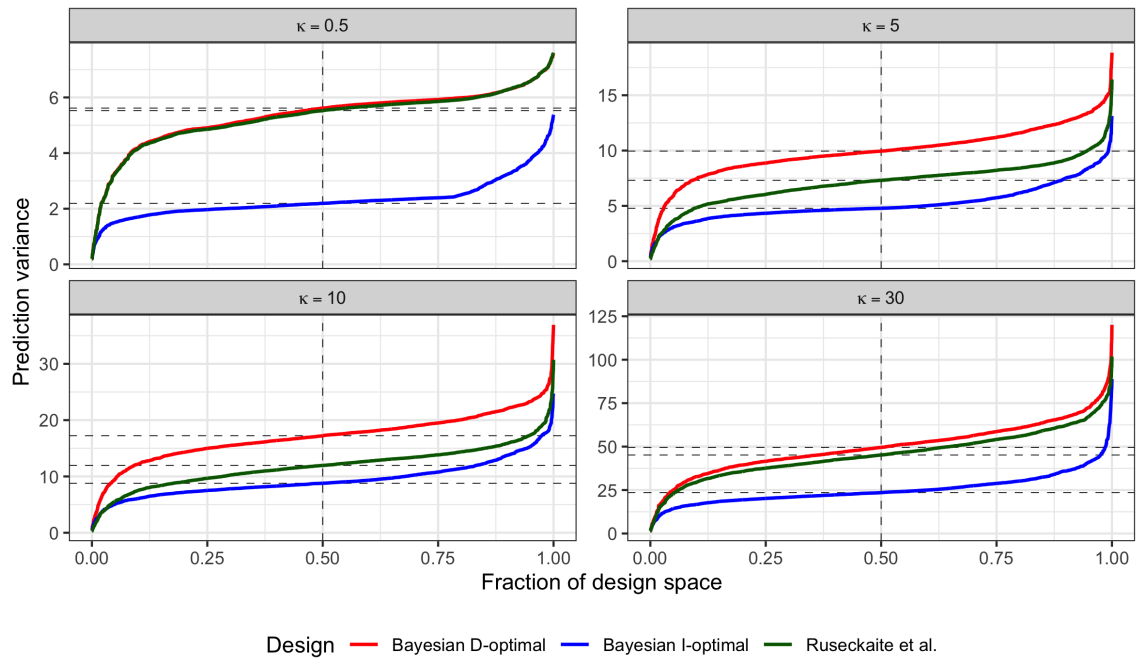 κ = 0.5
κ = 5
6
4
2
0
15
10
5
0
Prediction variance
κ = 10
κ = 30
30
20
10
0
125
100
75
50
25
0
0.00 0.25 0.50 0.75 1.00
0.00 0.25 0.50 0.75 1.00
Fraction of design space
Design Bayesian D-optimal Bayesian I-optimal Ruseckaite et al.